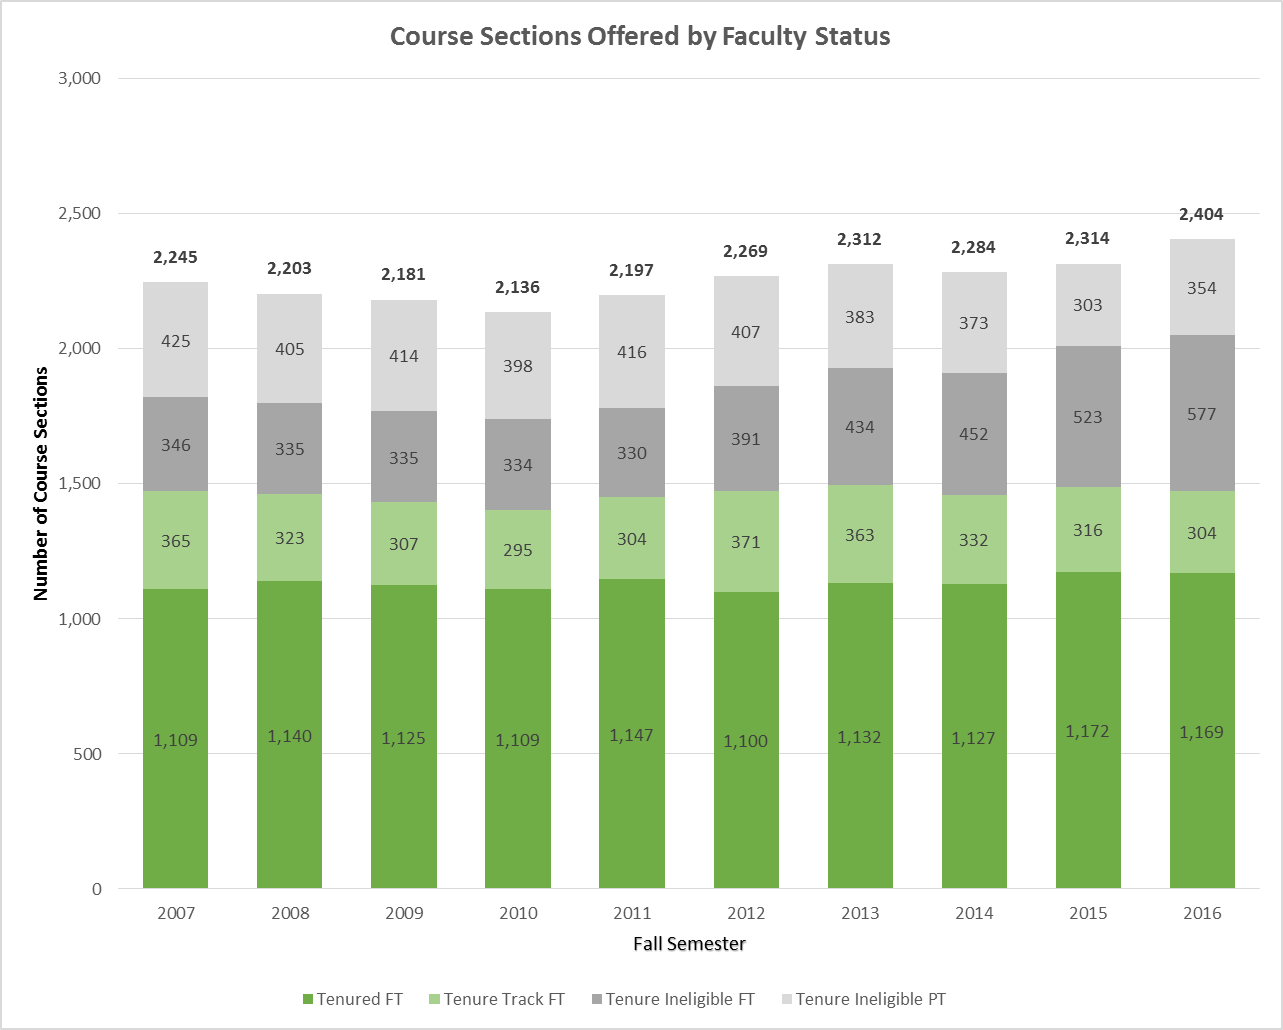 Course Sections Offered by Faculty Status
3,000
2,500
2,000
1,500
1,000
500
0
Number of Course Sections
2,245 2,203 2,181 2,136 2,197 2,269 2,312 2,284 2,314 2,404
425 405 414 398 416 407 383 373 303 354
346 335 335 334 330 391 434 452 523 577
365 323 307 295 304 371 363 332 316 304
1,109 1,140 1,125 1,109 1,147 1,100 1,132 1,127 1,172 1,169
2007 2008 2009 2010 2011 2012 2013 2014 2015 2016
Fall Semester
Tenured FT Tenure Track FT Tenure Ineligible FT Tenure Ineligible PT